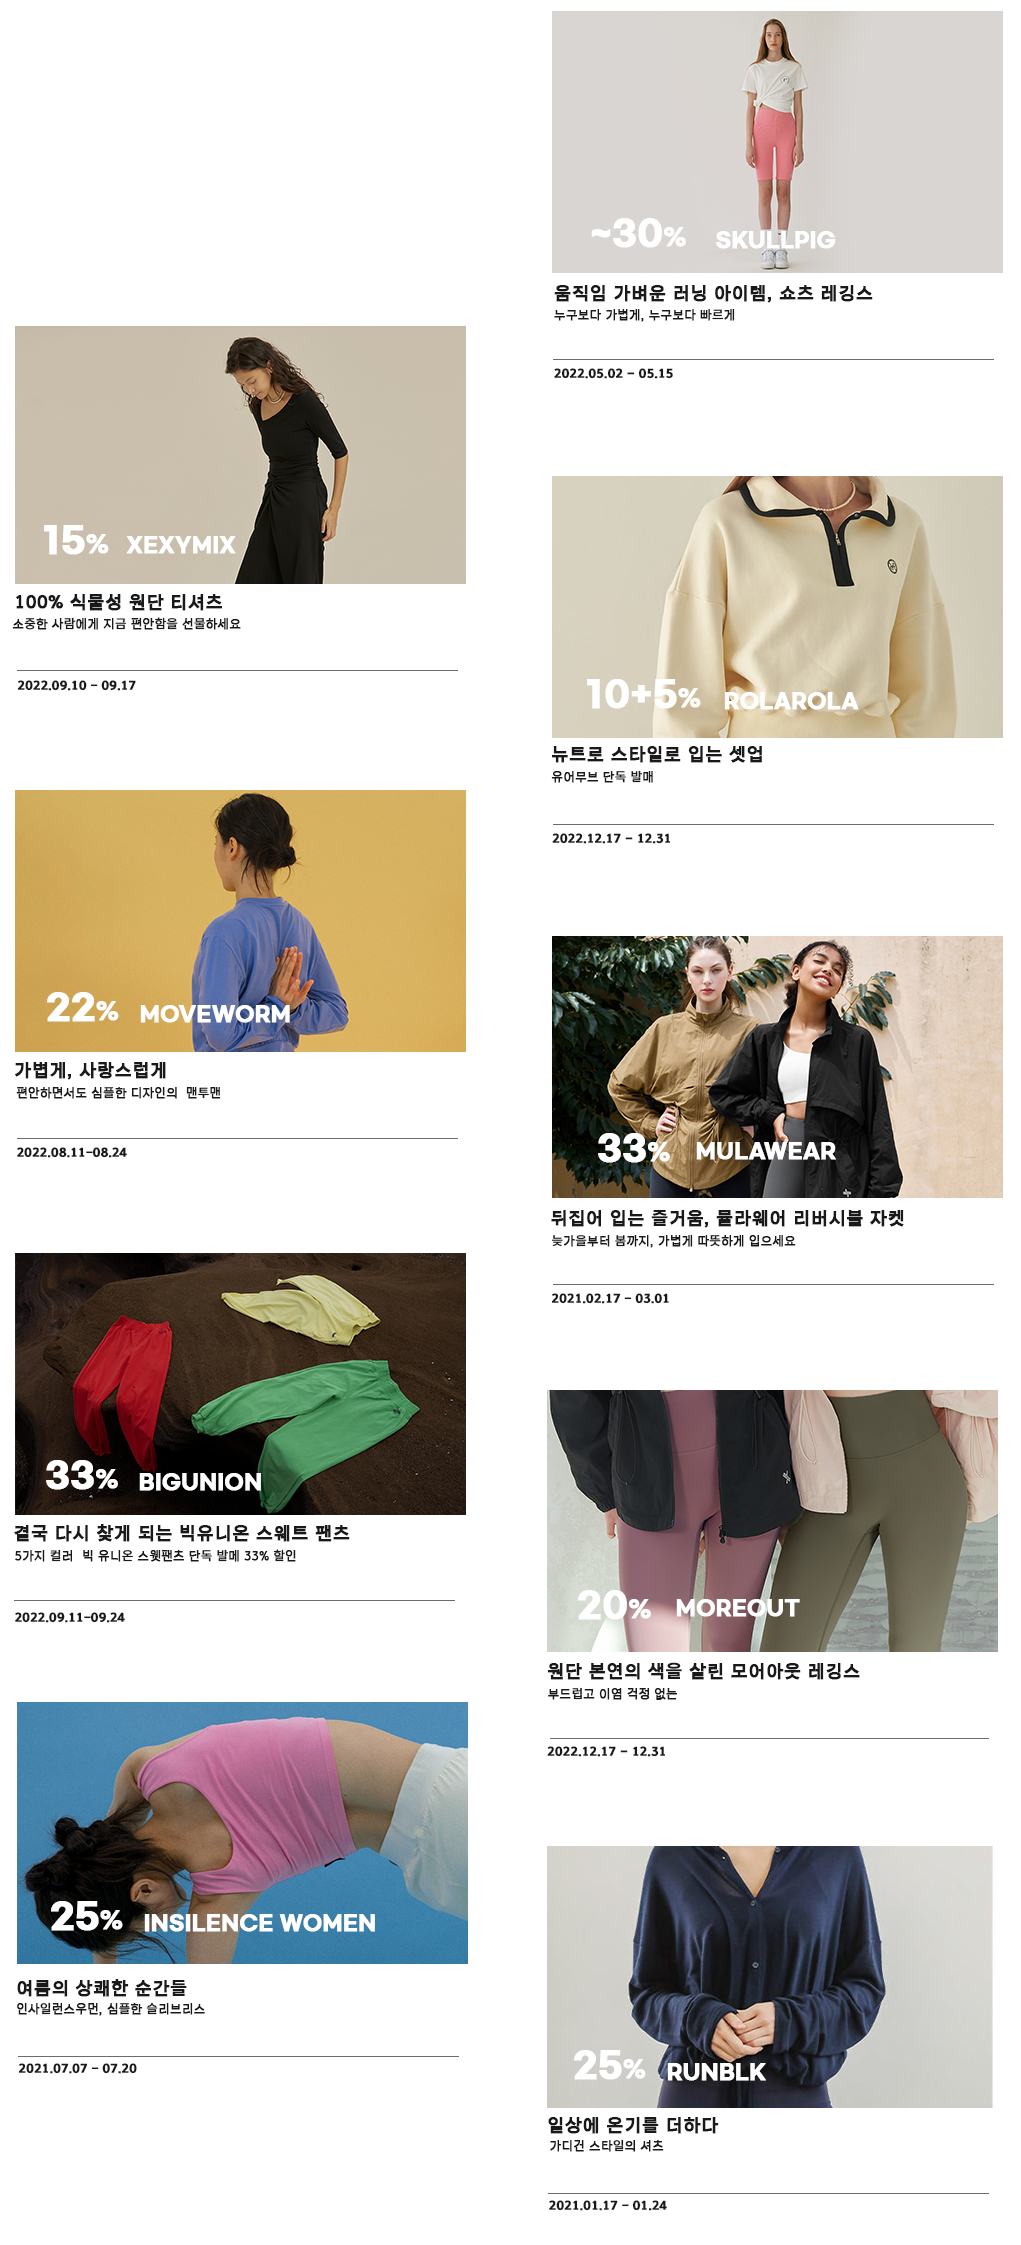 15% XEXYMIX
100% 식물성 원단 티셔츠
소중한 사람에게 지금 편안함을 선물하세요
2022.09.10 - 09.17
22% MOVEWORM
가볍게, 사랑스럽게
편안하면서도 심플한 디자인의 맨투맨
2022.08.11-08.24
33% BIGUNION
결국 다시 찾게 되는 빅유니온 스웨트 팬츠
5가지 컬러 빅 유니온 스웻팬츠 단독 발매 33% 할인
2022.09.11-09.24
25% INSILENCE WOMEN
여름의 상쾌한 순간들
인사일런스우먼, 심플한 슬리브리스
2021.07.07 - 07.20
~30% SKULLPIG
움직임 가벼운 러닝 아이템, 쇼츠 레깅스
누구보다 가볍게, 누구보다 빠르게
2022.05.02 - 05.15
10+5% ROLAROLA
뉴트로 스타일로 입는 셋업
유어무브 단독 발매
2022.12.17 - 12.31
33% MULAWEAR
뒤집어 입는 즐거움, 뮬라웨어 리버시블 자켓
늦가을부터 봄까지, 가볍게 따뜻하게 입으세요
2021.02.17 - 03.01
20% MOREOUT
원단 본연의 색을 살린 모어아웃 레깅스
부드럽고 이염 걱정 없는
2022.12.17 - 12.31
25% RUNBLK
일상에 온기를 더하다
가디건 스타일의 셔츠
2021.01.17 - 01.24